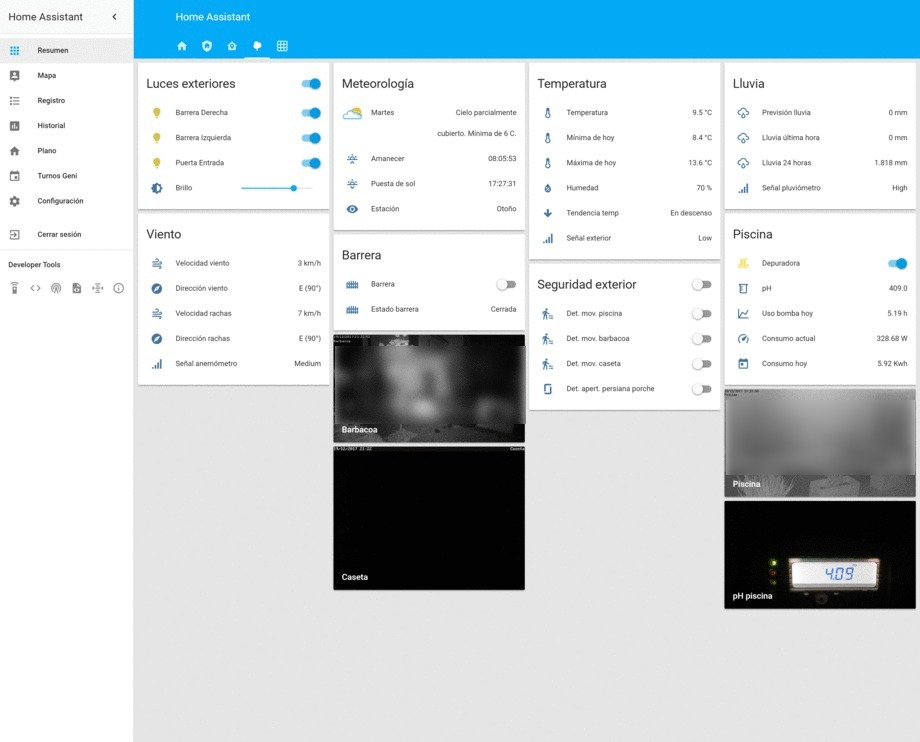 Home Assistant
Resumen
Mapa
Registro
Historial
Plano
Turnos Geni
Configuración
Cerrar sesión
Developer Tools
Home Assistant
Luces exteriores
Barrera Derecha
Barrera Izquierda
Puerta Entrada
Brillo
Viento
Velocidad viento 3 km/h
Dirección viento E (90°)
Velocidad rachas 7 km/h
Dirección rachas E (90°)
Señal anemómetro Medium
Meteorología
Martes Cielo parcialmente
cubierto. Mínima de 6 C.
Amanecer 08:05:53
Puesta de sol 17:27:31
Estación Otoño
Barrera
Barrera
Estado barrera Cerrada
Barbacoa
Barbacoa
Caseta
Caseta
Temperatura
Temperatura 9.5 °C
Mínima de hoy 8.4 °C
Máxima de hoy 13.6 °C
Humedad 70 %
Tendencia temp En descenso
Señal exterior Low
Seguridad exterior
Det. mov. piscina
Det. mov. barbacoa
Det. mov. caseta
Det. apert. persiana porche
Lluvia
Previsión lluvia 0 mm
Lluvia última hora 0 mm
Lluvia 24 horas 1.818 mm
Señal pluviómetro High
Piscina
Depuradora
pH 409.0
Uso bomba hoy 5.19 h
Consumo actual 328.68 W
Consumo hoy 5.92 Kwh
Piscina
Piscina
4.09
pH piscina